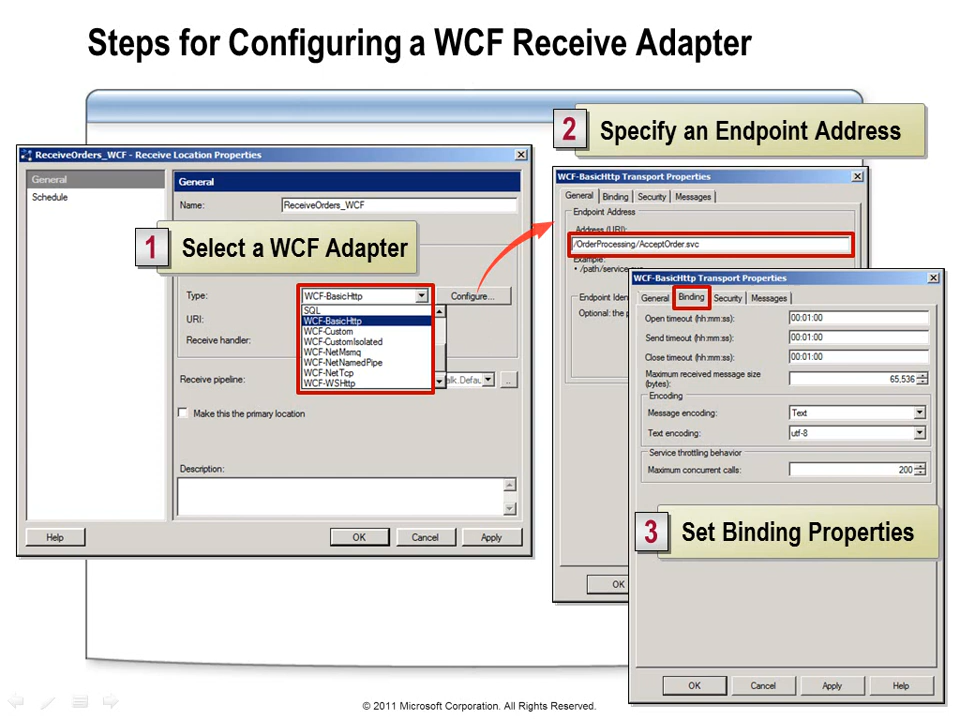 Steps for Configuring a WCF Receive Adapter
ReceiveOrders_WCF - Receive Location Properties
General
Schedule
General
Name:
ReceiveOrders_WCF
1 Select a WCF Adapter
Type:
WCF-BasicHttp
Configure...
SQL
WCF-BasicHttp
WCF-Custom
WCF-CustomIsolated
WCF-NetMsmq
WCF-NetNamedPipe
WCF-NetTcp
WCF-WSHttp
URI:
Receive handler:
Receive pipeline:
Make this the primary location
Description:
Help
OK
Cancel
Apply
2 Specify an Endpoint Address
WCF-BasicHttp Transport Properties
General Binding Security Messages
Endpoint Address
Address (URI):
/OrderProcessing/AcceptOrder.svc
Example:
• /path/service.svc
Endpoint Iden
Optional: the p
OK
WCF-BasicHttp Transport Properties
General Binding Security Messages
Open timeout (hh:mm:ss): 00:01:00
Send timeout (hh:mm:ss): 00:01:00
Close timeout (hh:mm:ss): 00:01:00
Maximum received message size
(bytes): 65,536
Encoding
Message encoding: Text
Text encoding: utf-8
Service throttling behavior
Maximum concurrent calls: 200
3 Set Binding Properties
OK Cancel Apply Help
© 2011 Microsoft Corporation. All Rights Reserved.